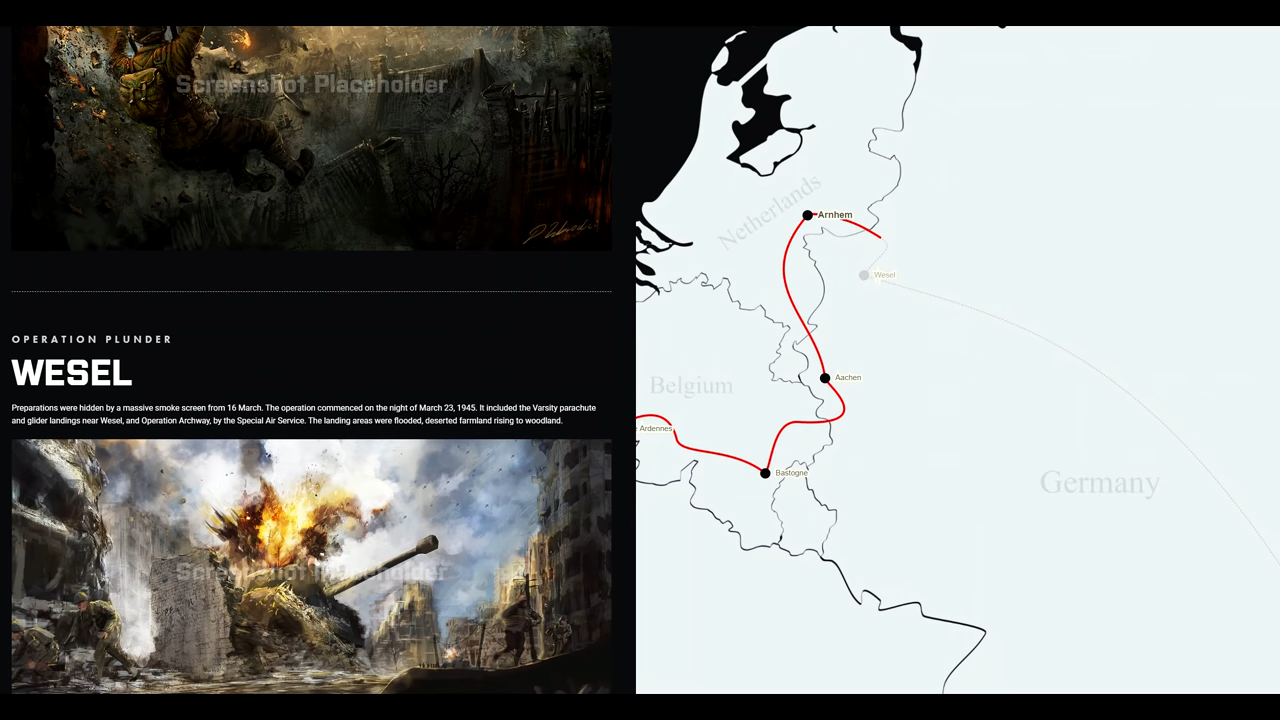 Screenshot Placeholder
OPERATION PLUNDER
WESEL
Preparations were hidden by a massive smoke screen from 16 March. The operation commenced on the night of March 23, 1945. It included the Varsity parachute
and glider landings near Wesel, and Operation Archway, by the Special Air Service. The landing areas were flooded, deserted farmland rising to woodland.
Screenshot Placeholder
Netherlands
Arnhem
Wesel
Aachen
Belgium
Ardennes
Bastogne
Germany